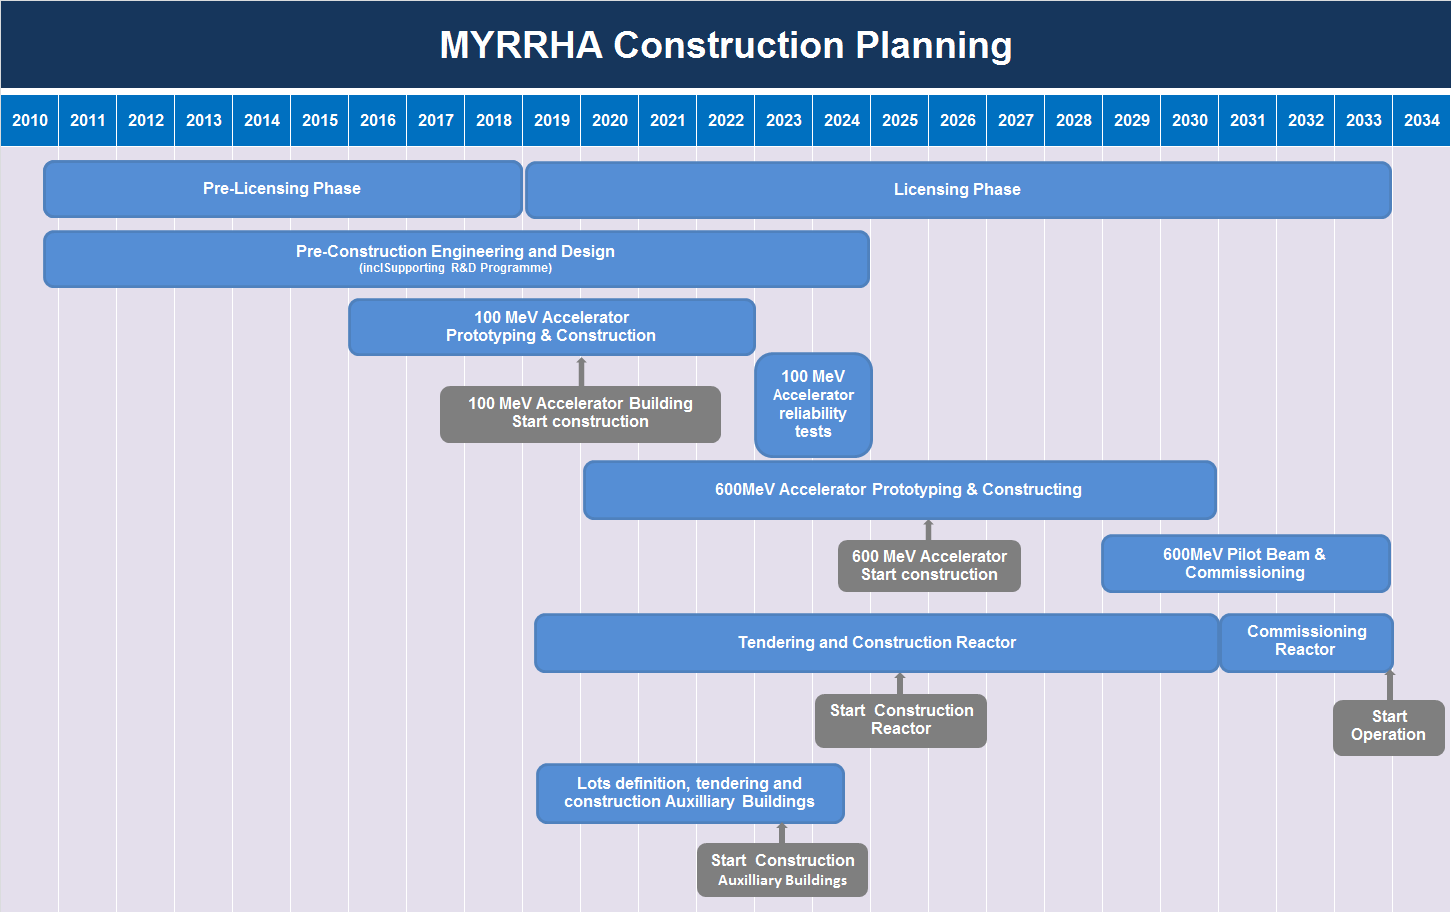 MYRRHA Construction Planning
2010 2011 2012 2013 2014 2015 2016 2017 2018 2019 2020 2021 2022 2023 2024 2025 2026 2027 2028 2029 2030 2031 2032 2033 2034
Pre-Licensing Phase
Licensing Phase
Pre-Construction Engineering and Design
(inclSupporting R&D Programme)
100 MeV Accelerator
Prototyping & Construction
100 MeV Accelerator Building
Start construction
100 MeV
Accelerator
reliability
tests
600MeV Accelerator Prototyping & Constructing
600 MeV Accelerator
Start construction
600MeV Pilot Beam &
Commissioning
Tendering and Construction Reactor
Commissioning
Reactor
Start Construction
Reactor
Start
Operation
Lots definition, tendering and
construction Auxilliary Buildings
Start Construction
Auxilliary Buildings